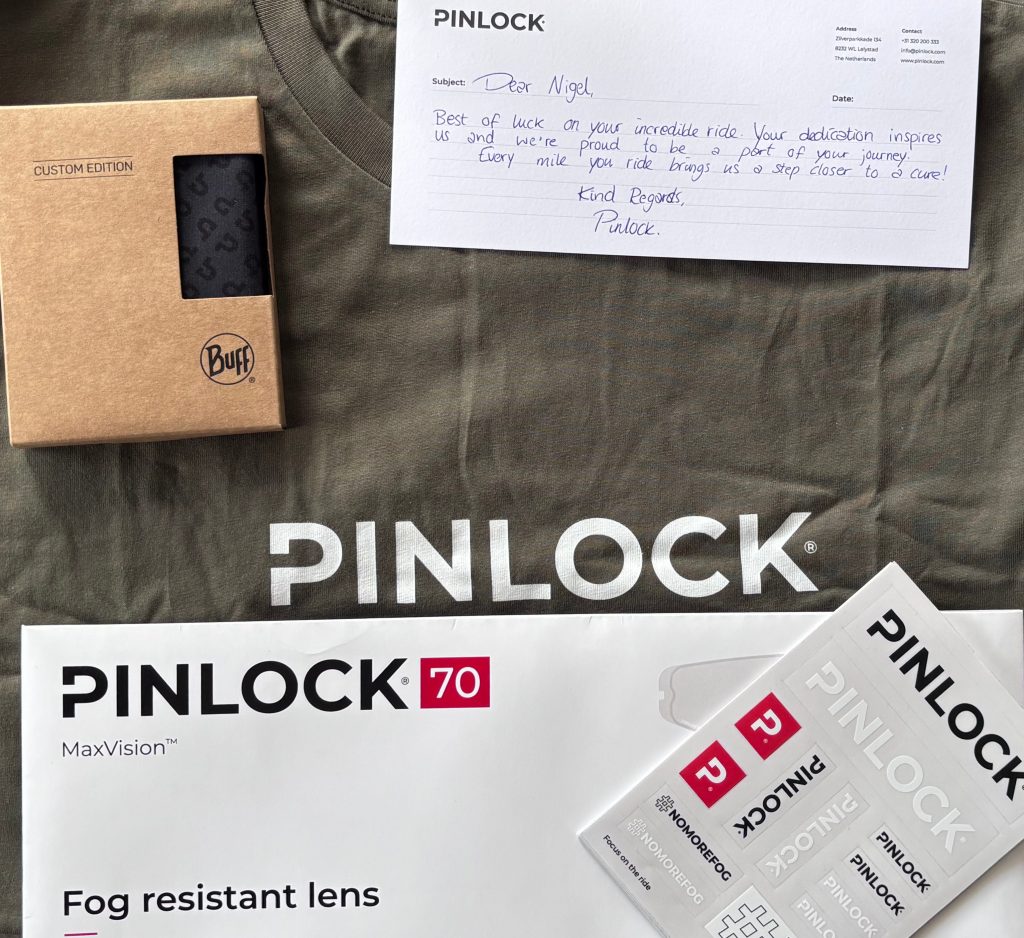 PINLOCK®
Address
Zilverparkkade 134
8232 WL Lelystad
The Netherlands
Contact
+31 320 200 333
info@pinlock.com
www.pinlock.com
Subject: Dear Nigel,
Date:
Best of luck on your incredible ride. Your dedication inspires
us and we're proud to be a part of your journey.
Every mile you ride brings us a step closer to a cure!
Kind Regards,
Pinlock.
CUSTOM EDITION
BUFF®
PINLOCK®
PINLOCK® 70
MaxVision™
Fog resistant lens
PINLOCK
PINLOCK®
P
P
PINLOCK®
PINLOCK®
#NOMOREFOG
#NOMOREFOG
Focus on the ride
PINLOCK®
PINLOCK®
PINLOCK
PINLOCK
#